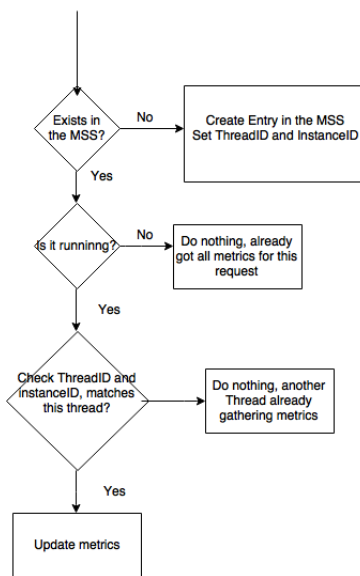 Exists in
the MSS?
No
Create Entry in the MSS
Set ThreadID and InstanceID
Yes
Is it runninng?
No
Do nothing, already
got all metrics for this
request
Yes
Check ThreadID and
instanceID, matches
this thread?
Do nothing, another
Thread already
gathering metrics
Yes
Update metrics